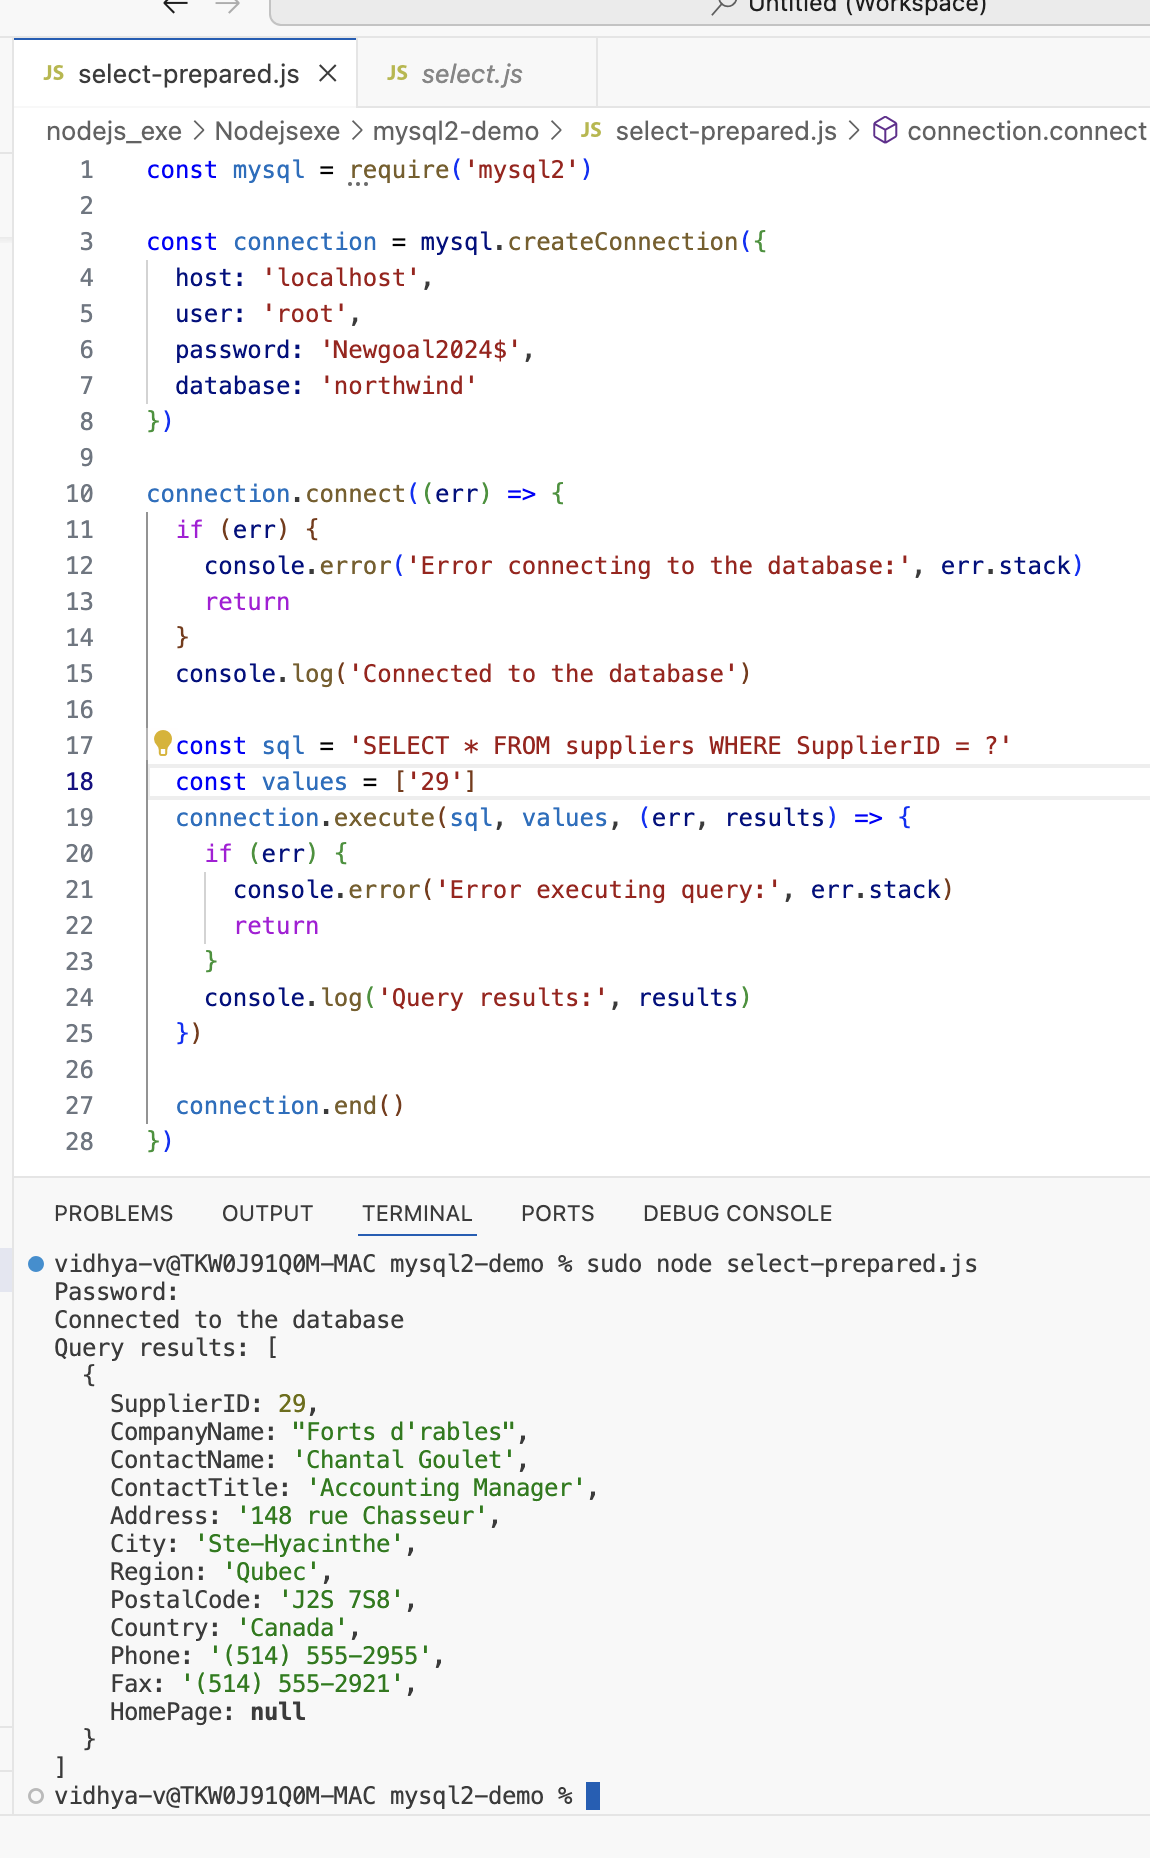 Untitled (Workspace)
JS select-prepared.js × JS select.js
nodejs_exe > Nodejsexe > mysql2-demo > JS select-prepared.js > connection.connect
1 const mysql = require('mysql2')
2
3 const connection = mysql.createConnection({
4 host: 'localhost',
5 user: 'root',
6 password: 'Newgoal2024$',
7 database: 'northwind'
8 })
9
10 connection.connect((err) => {
11 if (err) {
12 console.error('Error connecting to the database:', err.stack)
13 return
14 }
15 console.log('Connected to the database')
16
17 const sql = 'SELECT * FROM suppliers WHERE SupplierID = ?'
18 const values = ['29']
19 connection.execute(sql, values, (err, results) => {
20 if (err) {
21 console.error('Error executing query:', err.stack)
22 return
23 }
24 console.log('Query results:', results)
25 })
26
27 connection.end()
28 })
PROBLEMS OUTPUT TERMINAL PORTS DEBUG CONSOLE
vidhya-v@TKW0J91Q0M-MAC mysql2-demo % sudo node select-prepared.js
Password:
Connected to the database
Query results: [
{
SupplierID: 29,
CompanyName: "Forts d'rables",
ContactName: 'Chantal Goulet',
ContactTitle: 'Accounting Manager',
Address: '148 rue Chasseur',
City: 'Ste-Hyacinthe',
Region: 'Qubec',
PostalCode: 'J2S 7S8',
Country: 'Canada',
Phone: '(514) 555-2955',
Fax: '(514) 555-2921',
HomePage: null
}
]
vidhya-v@TKW0J91Q0M-MAC mysql2-demo %